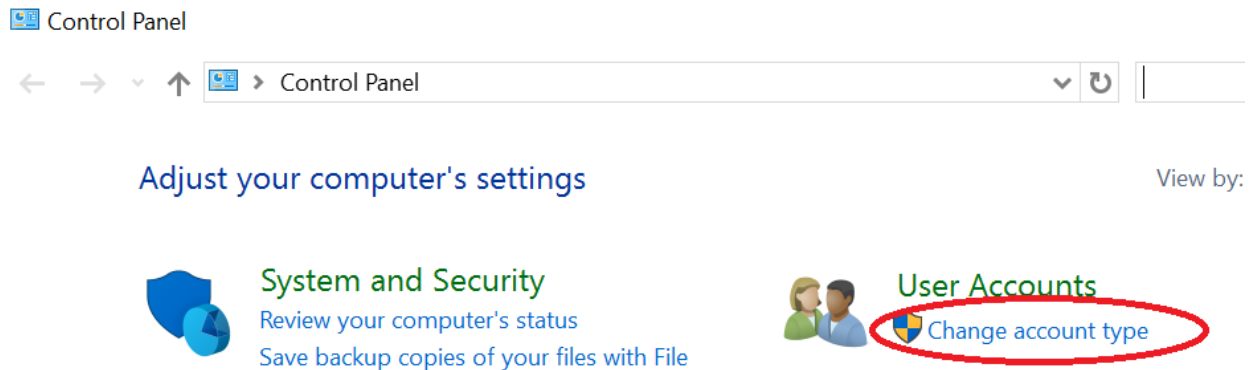 Control Panel
Control Panel
Adjust your computer's settings
View by:
System and Security
Review your computer's status
Save backup copies of your files with File
User Accounts
Change account type